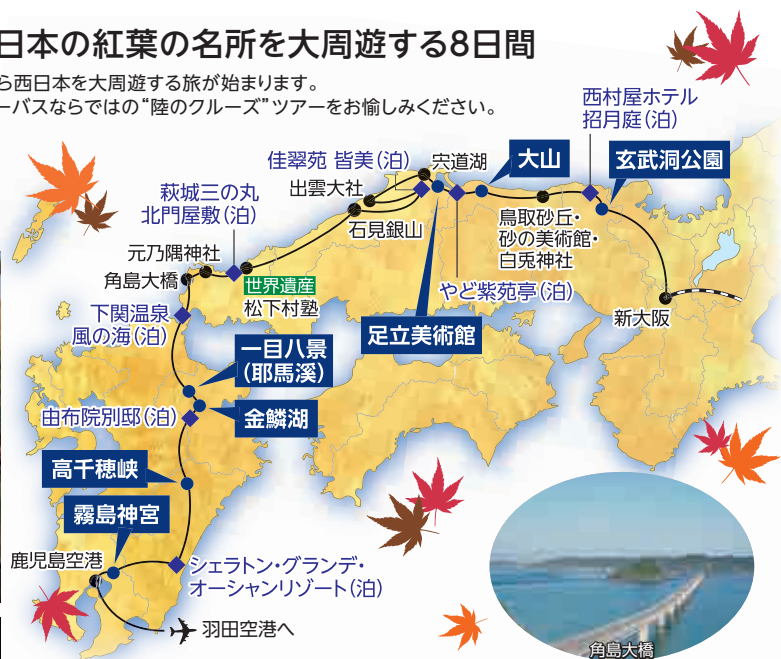 日本の紅葉の名所を大周遊する8日間
ら西日本を大周遊する旅が始まります。
ーバスならではの“陸のクルーズ”ツアーをお愉しみください。
西村屋ホテル
招月庭(泊)
佳翠苑 皆美(泊)
宍道湖
大山
玄武洞公園
出雲大社
萩城三の丸
北門屋敷(泊)
石見銀山
鳥取砂丘・
砂の美術館・
白兎神社
元乃隅神社
角島大橋
世界遺産
松下村塾
やど紫苑亭(泊)
新大阪
下関温泉
風の海(泊)
足立美術館
一目八景
(耶馬溪)
由布院別邸(泊)
金鱗湖
高千穂峡
霧島神宮
鹿児島空港
シェラトン・グランデ・
オーシャンリゾート(泊)
羽田空港へ
角島大橋